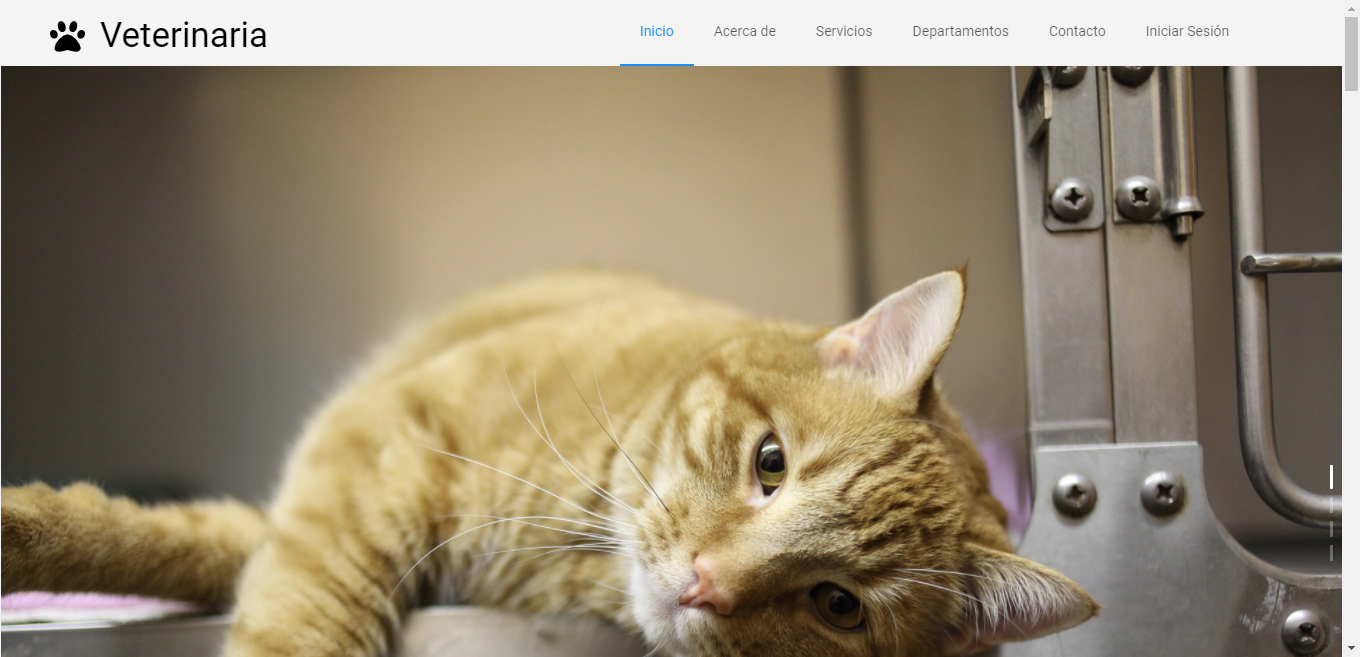 Veterinaria
Inicio Acerca de Servicios Departamentos Contacto Iniciar Sesión